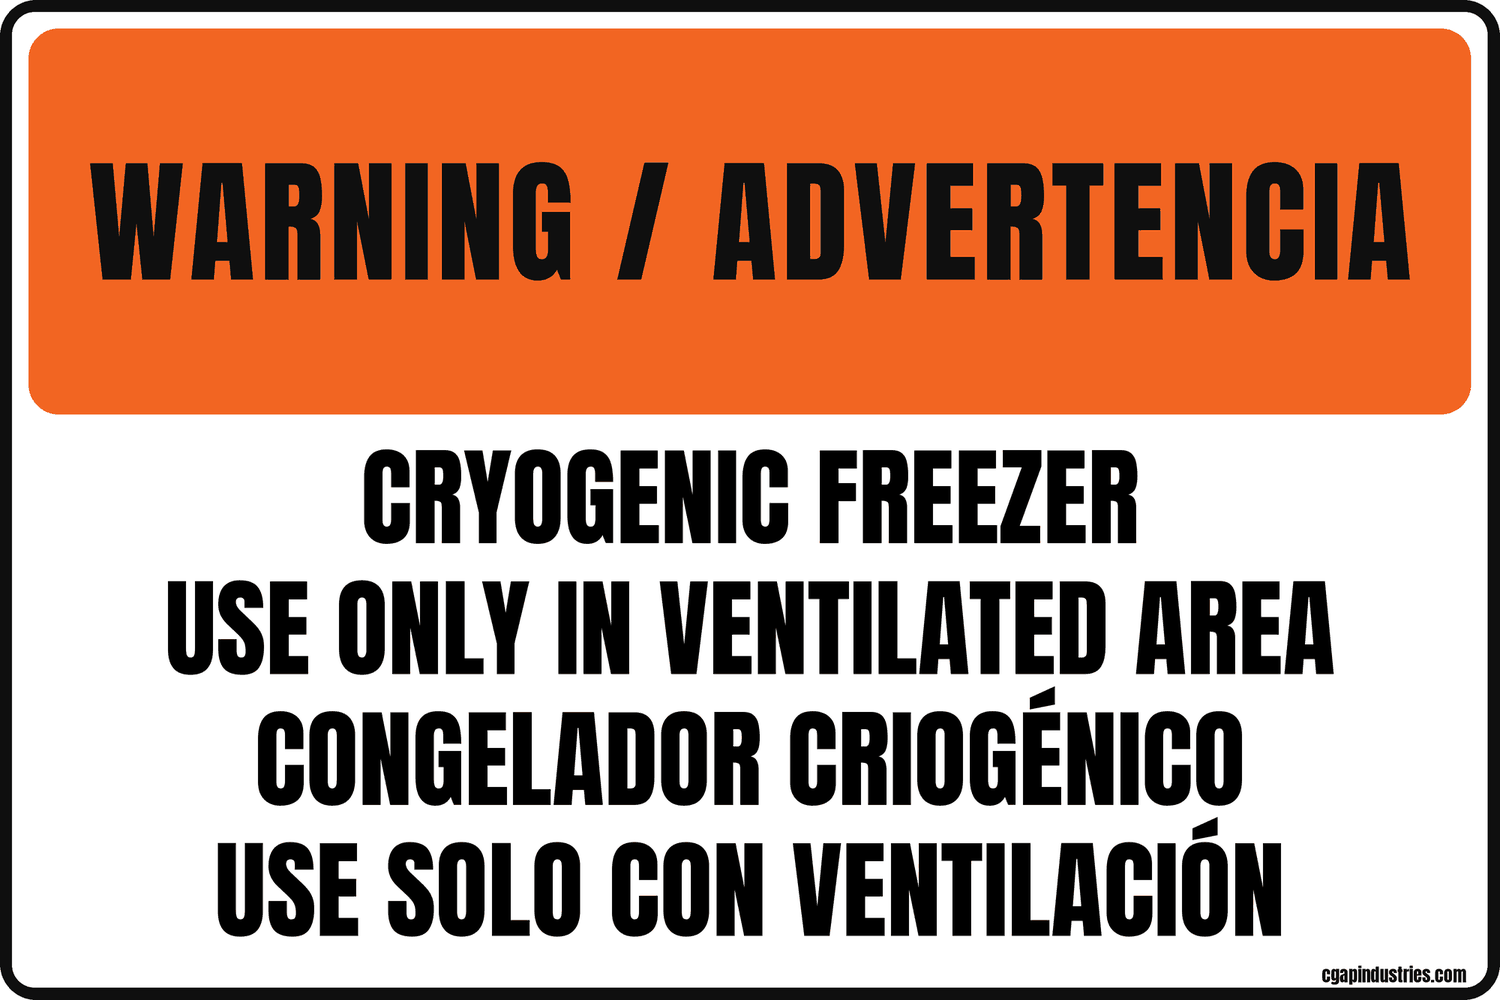 WARNING / ADVERTENCIA
CRYOGENIC FREEZER
USE ONLY IN VENTILATED AREA
CONGELADOR CRIOGÉNICO
USE SOLO CON VENTILACIÓN
cgapindustries.com